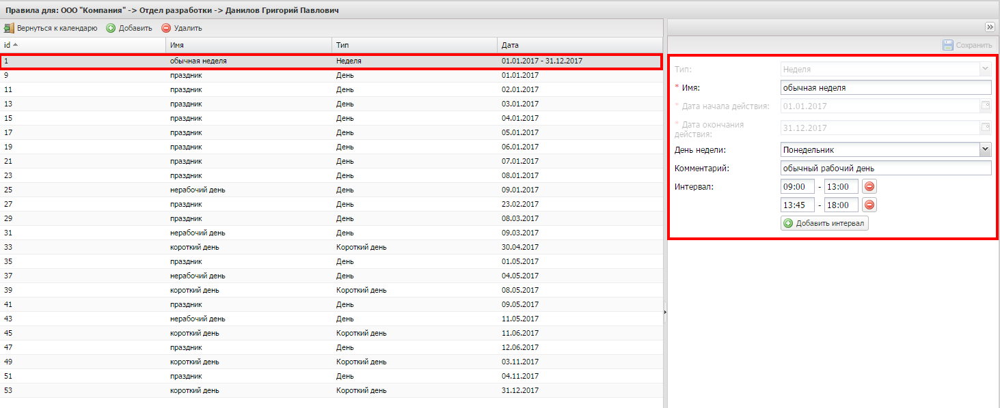 Правила для: ООО "Компания" -> Отдел разработки -> Данилов Григорий Павлович
Вернуться к календарю Добавить Удалить
id Имя Тип Дата
1 обычная неделя Неделя 01.01.2017 - 31.12.2017
9 праздник День 01.01.2017
11 праздник День 02.01.2017
13 праздник День 03.01.2017
15 праздник День 04.01.2017
17 праздник День 05.01.2017
19 праздник День 06.01.2017
21 праздник День 07.01.2017
23 праздник День 08.01.2017
25 нерабочий день День 09.01.2017
27 праздник День 23.02.2017
29 праздник День 08.03.2017
31 нерабочий день День 09.03.2017
33 короткий день Короткий день 30.04.2017
35 праздник День 01.05.2017
37 нерабочий день День 04.05.2017
39 короткий день Короткий день 08.05.2017
41 праздник День 09.05.2017
43 нерабочий день День 11.05.2017
45 короткий день Короткий день 11.06.2017
47 праздник День 12.06.2017
49 короткий день Короткий день 03.11.2017
51 праздник День 04.11.2017
53 короткий день Короткий день 31.12.2017
Сохранить
Тип: Неделя
* Имя: обычная неделя
* Дата начала действия: 01.01.2017
* Дата окончания
действия: 31.12.2017
День недели: Понедельник
Комментарий: обычный рабочий день
Интервал: 09:00 - 13:00
13:45 - 18:00
Добавить интервал